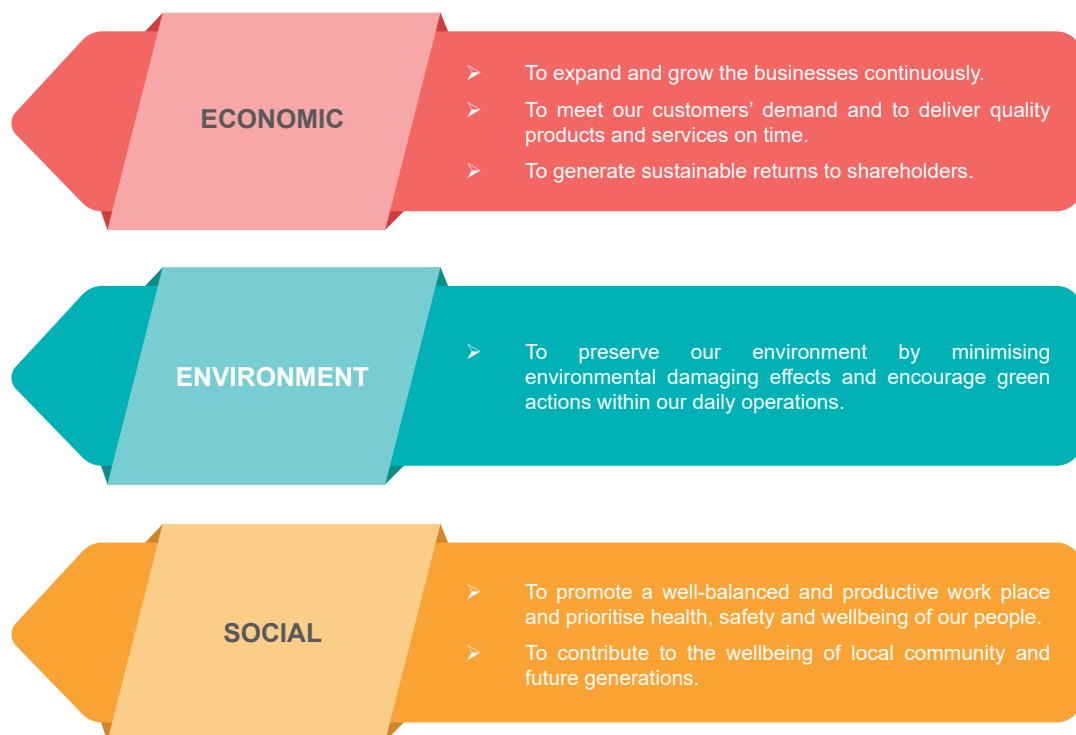 ECONOMIC
➢ To expand and grow the businesses continuously.
➢ To meet our customers’ demand and to deliver quality
products and services on time.
➢ To generate sustainable returns to shareholders.
ENVIRONMENT
➢ To preserve our environment by minimising
environmental damaging effects and encourage green
actions within our daily operations.
SOCIAL
➢ To promote a well-balanced and productive work place
and prioritise health, safety and wellbeing of our people.
➢ To contribute to the wellbeing of local community and
future generations.